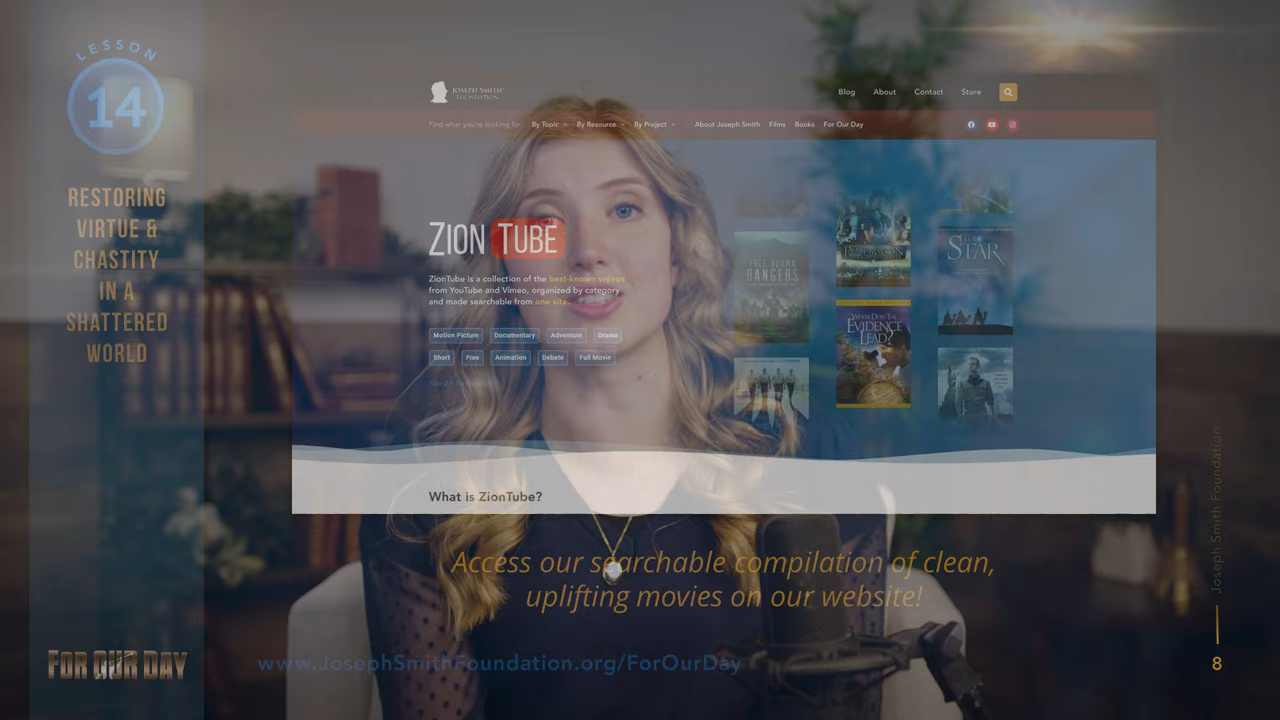 LESSON
14
RESTORING
VIRTUE &
CHASTITY
IN A
SHATTERED
WORLD
FOR OUR DAY
JOSEPH SMITH
FOUNDATION
Blog About Contact Store
Find what you're looking for: By Topic By Resource By Project About Joseph Smith Films Books For Our Day
ZION TUBE
ZionTube is a collection of the best-known videos
from YouTube and Vimeo, organized by category
and made searchable from one site.
Motion Picture Documentary Adventure Drama
Short Free Animation Debate Full Movie
See All
FREE BURMA
RANGERS
STAR
WHERE DOES THE
EVIDENCE
LEAD?
What is ZionTube?
Access our searchable compilation of clean,
uplifting movies on our website!
www.JosephSmithFoundation.org/ForOurDay
Joseph Smith Foundation
8